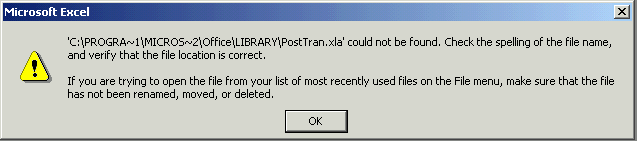 Microsoft Excel
'C:\PROGRA~1\MICROS~2\Office\LIBRARY\PostTran.xla' could not be found. Check the spelling of the file name,
and verify that the file location is correct.
If you are trying to open the file from your list of most recently used files on the File menu, make sure that the file
has not been renamed, moved, or deleted.
OK